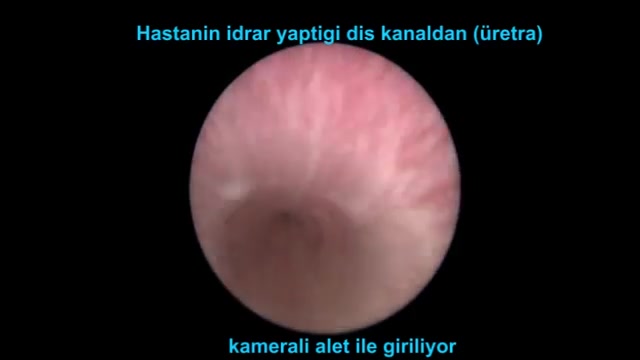 Hastanin idrar yaptigi dis kanaldan (üretra)
kamerali alet ile giriliyor